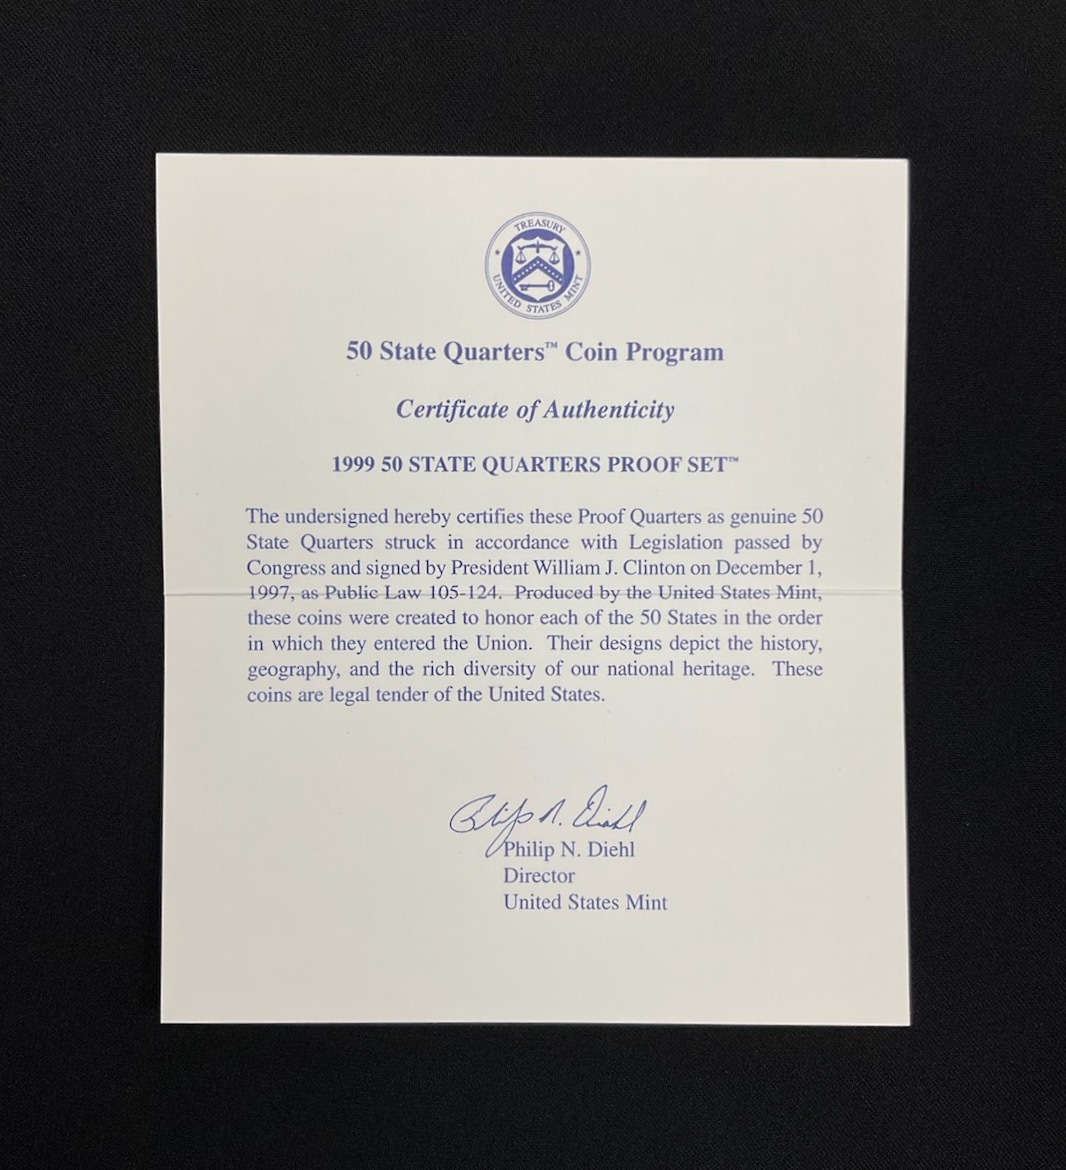 TREASURY
UNITED STATES MINT
50 State Quarters™ Coin Program
Certificate of Authenticity
1999 50 STATE QUARTERS PROOF SET™
The undersigned hereby certifies these Proof Quarters as genuine 50
State Quarters struck in accordance with Legislation passed by
Congress and signed by President William J. Clinton on December 1,
1997, as Public Law 105-124. Produced by the United States Mint,
these coins were created to honor each of the 50 States in the order
in which they entered the Union. Their designs depict the history,
geography, and the rich diversity of our national heritage. These
coins are legal tender of the United States.
Philip N. Diehl
Philip N. Diehl
Director
United States Mint